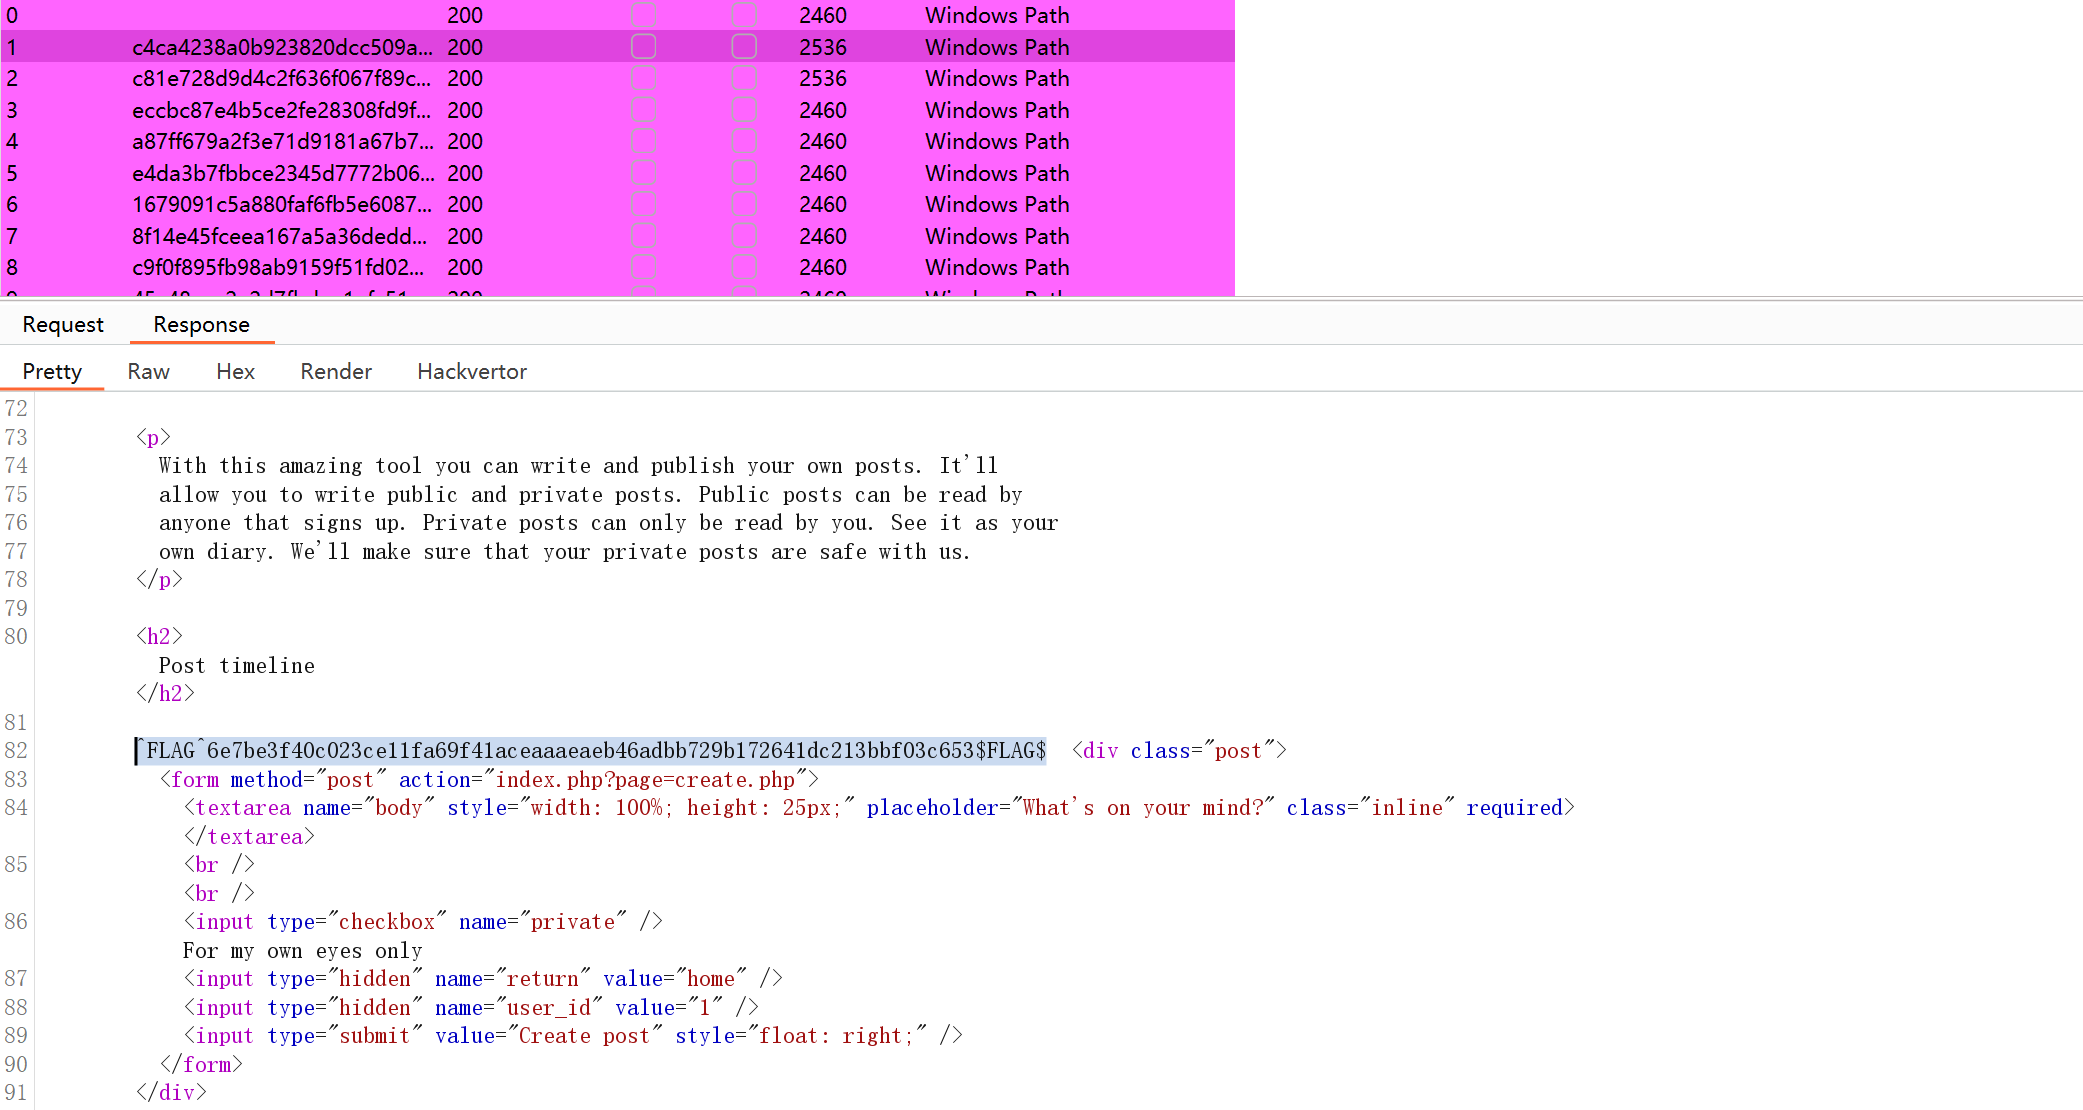 0 200 2460 Windows Path
1 c4ca4238a0b923820dcc509a... 200 2536 Windows Path
2 c81e728d9d4c2f636f067f89c... 200 2536 Windows Path
3 eccbc87e4b5ce2fe28308fd9f... 200 2460 Windows Path
4 a87ff679a2f3e71d9181a67b7... 200 2460 Windows Path
5 e4da3b7fbbce2345d7772b06... 200 2460 Windows Path
6 1679091c5a880faf6fb5e6087... 200 2460 Windows Path
7 8f14e45fceea167a5a36dedd... 200 2460 Windows Path
8 c9f0f895fb98ab9159f51fd02... 200 2460 Windows Path
Request Response
Pretty Raw Hex Render Hackvertor
72
73 <p>
74 With this amazing tool you can write and publish your own posts. It'll
75 allow you to write public and private posts. Public posts can be read by
76 anyone that signs up. Private posts can only be read by you. See it as your
77 own diary. We'll make sure that your private posts are safe with us.
78 </p>
79
80 <h2>
Post timeline
</h2>
81
82 ^FLAG^6e7be3f40c023ce11fa69f41aceaaaeaeb46adbb729b172641dc213bbf03c653$FLAG$ <div class="post">
83 <form method="post" action="index.php?page=create.php">
84 <textarea name="body" style="width: 100%; height: 25px;" placeholder="What's on your mind?" class="inline" required>
</textarea>
85 <br />
<br />
86 <input type="checkbox" name="private" />
For my own eyes only
87 <input type="hidden" name="return" value="home" />
88 <input type="hidden" name="user_id" value="1" />
89 <input type="submit" value="Create post" style="float: right;" />
90 </form>
91 </div>